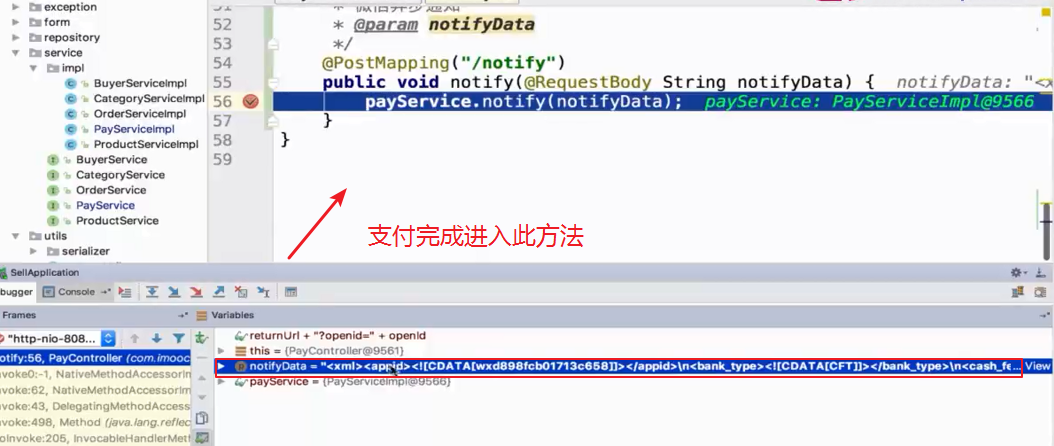 exception
form
repository
service
impl
BuyerServiceImpl
CategoryServiceImpl
OrderServiceImpl
PayServiceImpl
ProductServiceImpl
BuyerService
CategoryService
OrderService
PayService
ProductService
utils
serializer
51 * 微信异步通知
52 * @param notifyData
53 */
54 @PostMapping("/notify")
55 public void notify(@RequestBody String notifyData) { notifyData: "<x
56 payService.notify(notifyData); payService: PayServiceImpl@9566
57 }
58 }
59
支付完成进入此方法
SellApplication
bugger Console
Frames
Variables
"http-nio-808...
otify:56, PayController (com.imooc
nvoke0:-1, NativeMethodAccessorIm
nvoke:62, NativeMethodAccessorImp
nvoke:43, DelegatingMethodAccesso
nvoke:498, Method (java.lang.reflec
oInvoke:205, InvocableHandlerMet
returnUrl + "?openid=" + openId
this = {PayController@9561}
notifyData = "<xml><appid><![CDATA[wxd898fcb01713c658]]></appid>\n<bank_type><![CDATA[CFT]]></bank_type>\n<cash_fe... View
payService = {PayServiceImpl@9566}